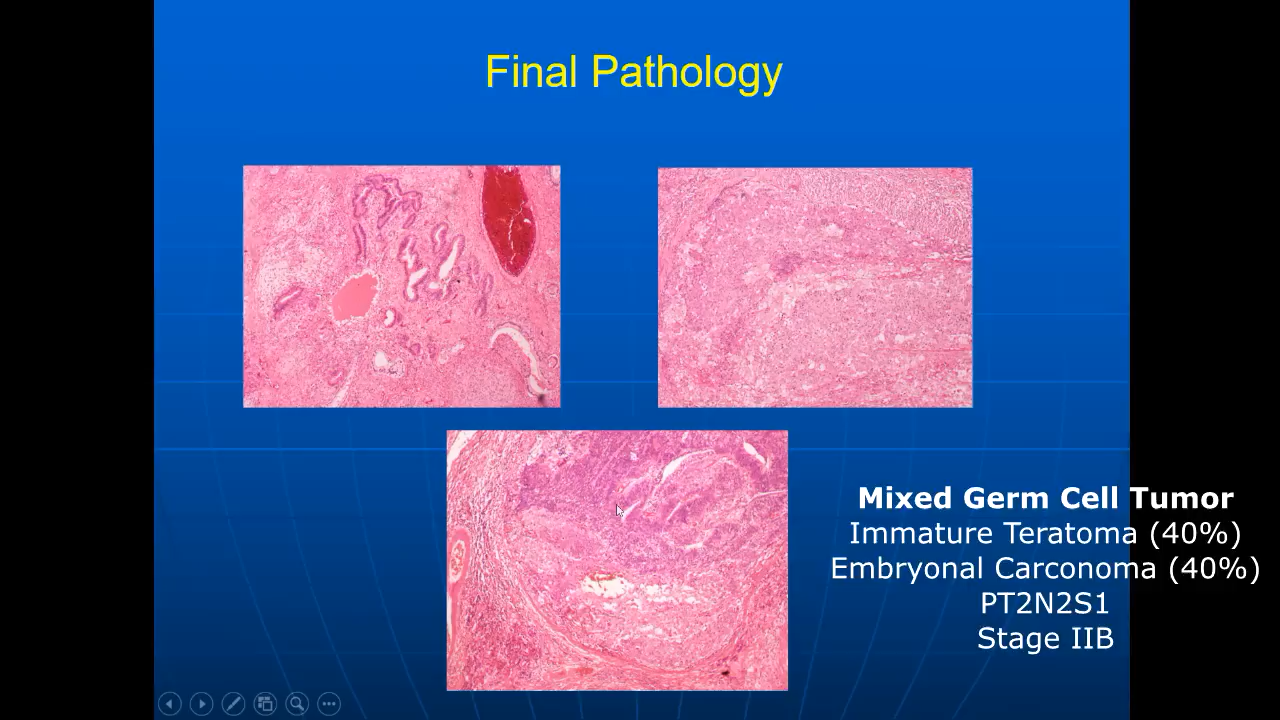 Final Pathology
Mixed Germ Cell Tumor
Immature Teratoma (40%)
Embryonal Carconoma (40%)
PT2N2S1
Stage IIB